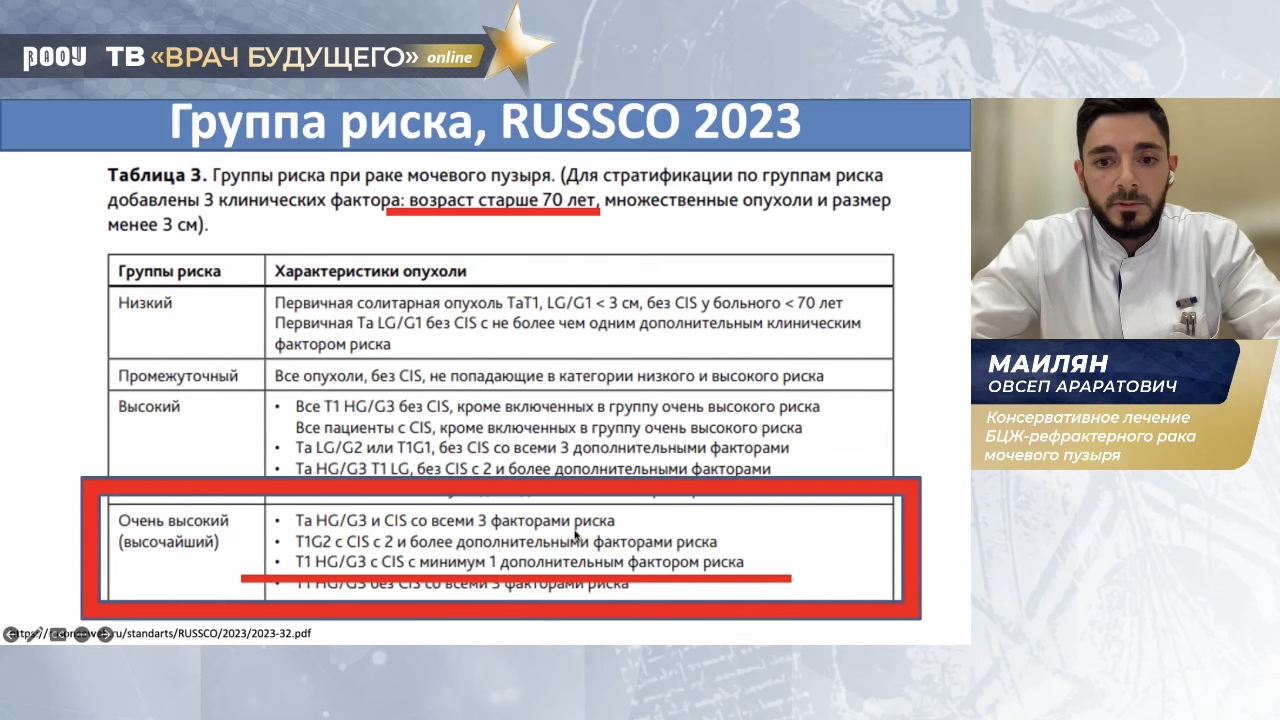 РООУ ТВ «ВРАЧ БУДУЩЕГО» online
Группа риска, RUSSCO 2023
Таблица 3. Группы риска при раке мочевого пузыря. (Для стратификации по группам риска
добавлены 3 клинических фактора: возраст старше 70 лет, множественные опухоли и размер
менее 3 см).
Группы риска Характеристики опухоли
Низкий Первичная солитарная опухоль TaT1, LG/G1 < 3 см, без CIS у больного < 70 лет
Первичная Ta LG/G1 без CIS с не более чем одним дополнительным клиническим
фактором риска
Промежуточный Все опухоли, без CIS, не попадающие в категории низкого и высокого риска
Высокий • Все T1 HG/G3 без CIS, кроме включенных в группу очень высокого риска
Все пациенты с CIS, кроме включенных в группу очень высокого риска
• Ta LG/G2 или T1G1, без CIS со всеми 3 дополнительными факторами
• Ta HG/G3 T1 LG, без CIS с 2 и более дополнительными факторами
Очень высокий • Ta HG/G3 и CIS со всеми 3 факторами риска
(высочайший) • T1G2 с CIS с 2 и более дополнительными факторами риска
• T1 HG/G3 с CIS с минимум 1 дополнительным фактором риска
• T1 HG/G3 без CIS со всеми 3 факторами риска
ru/standarts/RUSSCO/2023/2023-32.pdf
МАИЛЯН
ОВСЕП АРАРАТОВИЧ
Консервативное лечение
БЦЖ-рефрактерного рака
мочевого пузыря